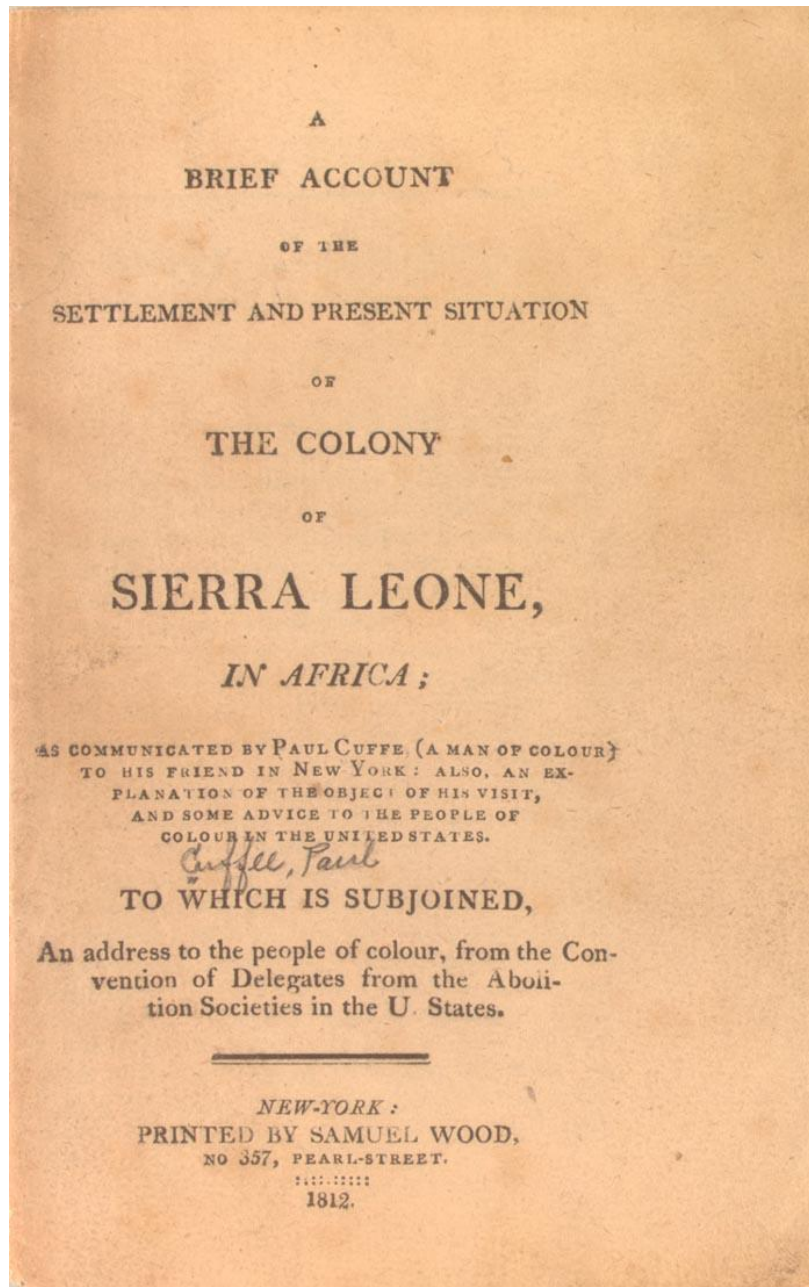 A
BRIEF ACCOUNT
OF THE
SETTLEMENT AND PRESENT SITUATION
OF
THE COLONY
OF
SIERRA LEONE,
IN AFRICA;
AS COMMUNICATED BY PAUL CUFFE (A MAN OF COLOUR)
TO HIS FRIEND IN NEW YORK: ALSO, AN EX-
PLANATION OF THE OBJECT OF HIS VISIT,
AND SOME ADVICE TO THE PEOPLE OF
COLOUR IN THE UNITED STATES.
Cuffee, Paul
TO WHICH IS SUBJOINED,
An address to the people of colour, from the Con-
vention of Delegates from the Aboli-
tion Societies in the U. States.
NEW-YORK:
PRINTED BY SAMUEL WOOD,
NO 357, PEARL-STREET.
1812.